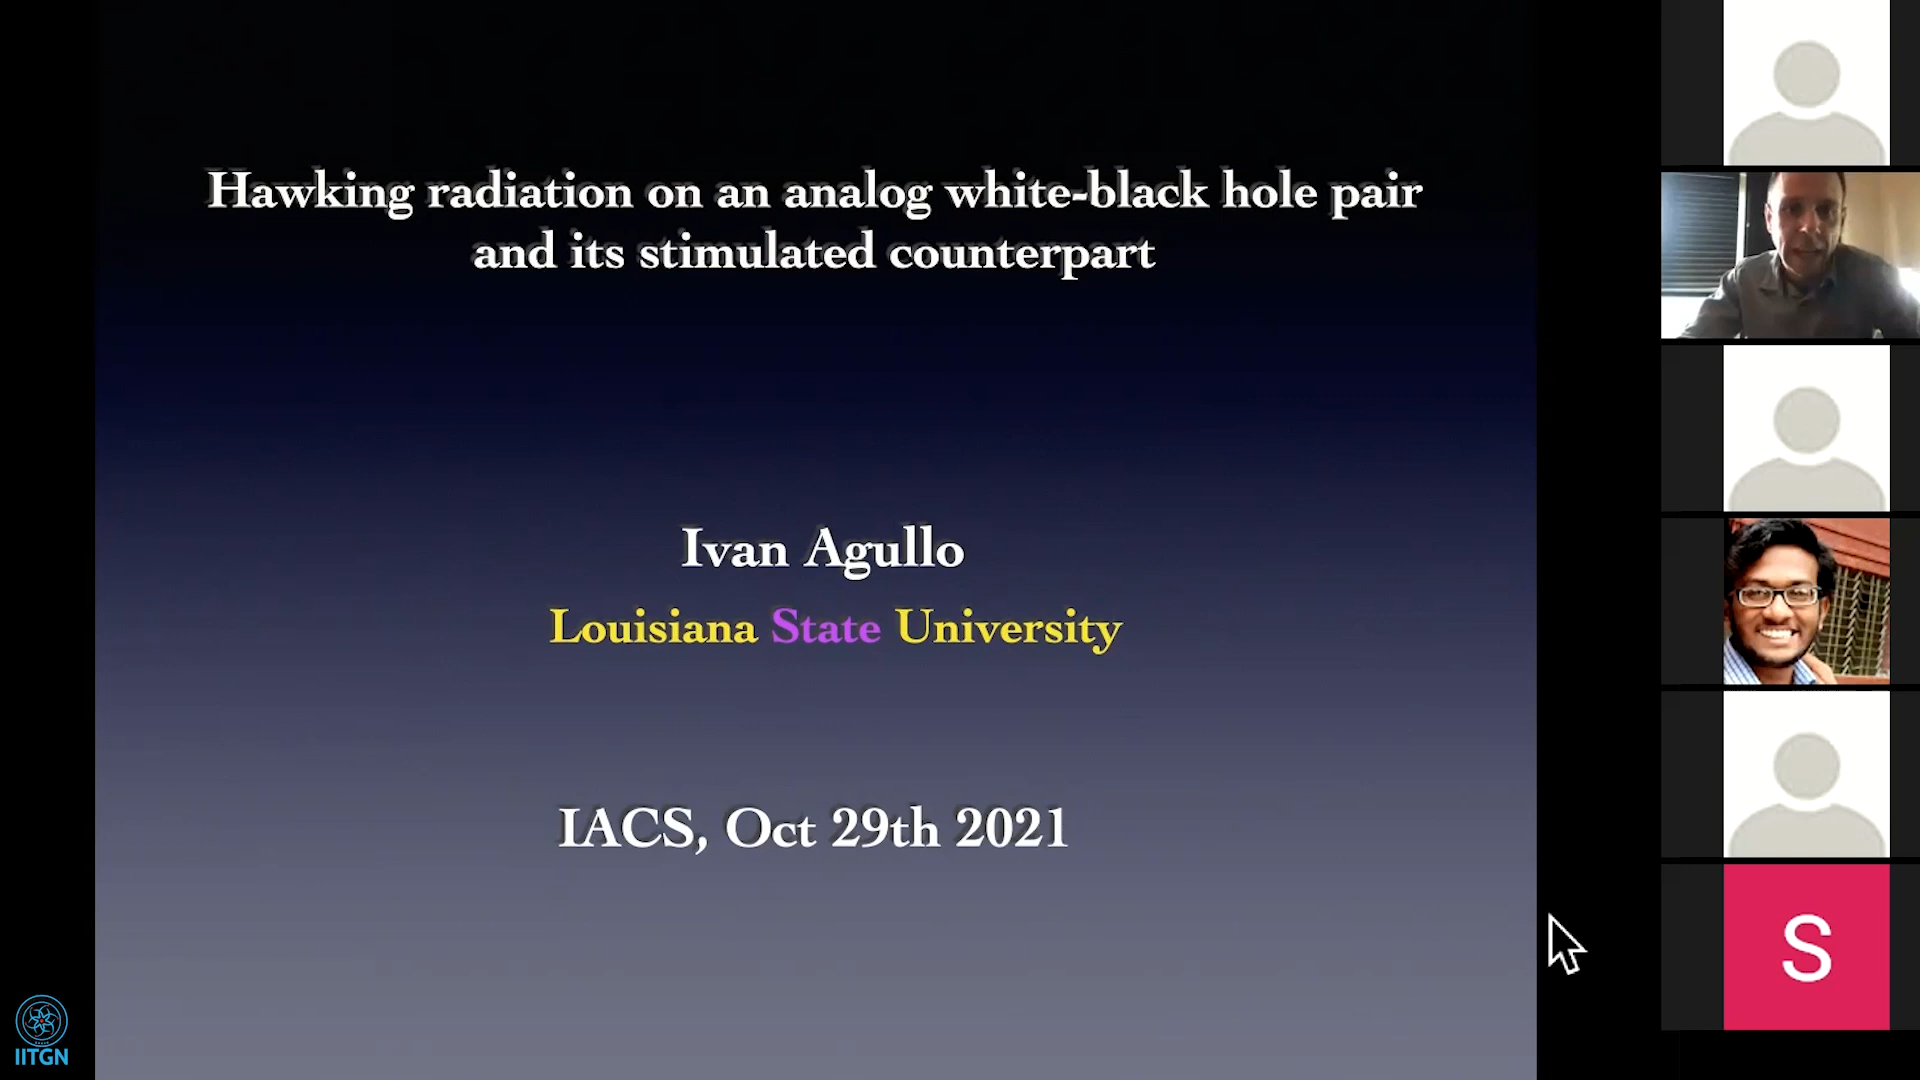 Hawking radiation on an analog white-black hole pair
and its stimulated counterpart
Ivan Agullo
Louisiana State University
IACS, Oct 29th 2021
S
IITGN